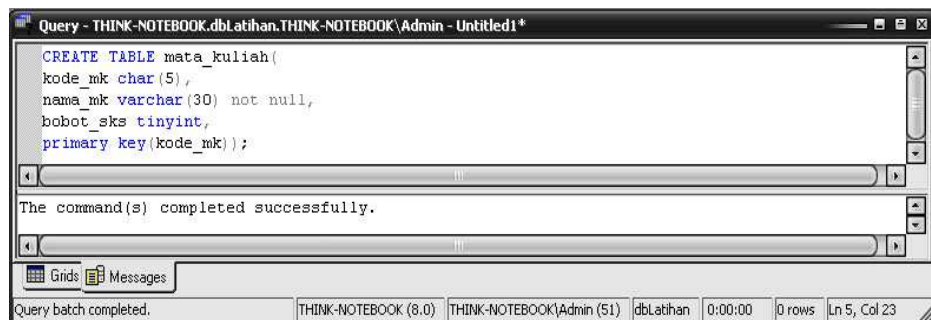 Query - THINK-NOTEBOOK.dbLatihan.THINK-NOTEBOOK\Admin - Untitled1*
CREATE TABLE mata_kuliah(
kode_mk char(5),
nama_mk varchar(30) not null,
bobot_sks tinyint,
primary key(kode_mk));
The command(s) completed successfully.
Grids Messages
Query batch completed. THINK-NOTEBOOK (8.0) THINK-NOTEBOOK\Admin (51) dbLatihan 0:00:00 0 rows Ln 5, Col 23